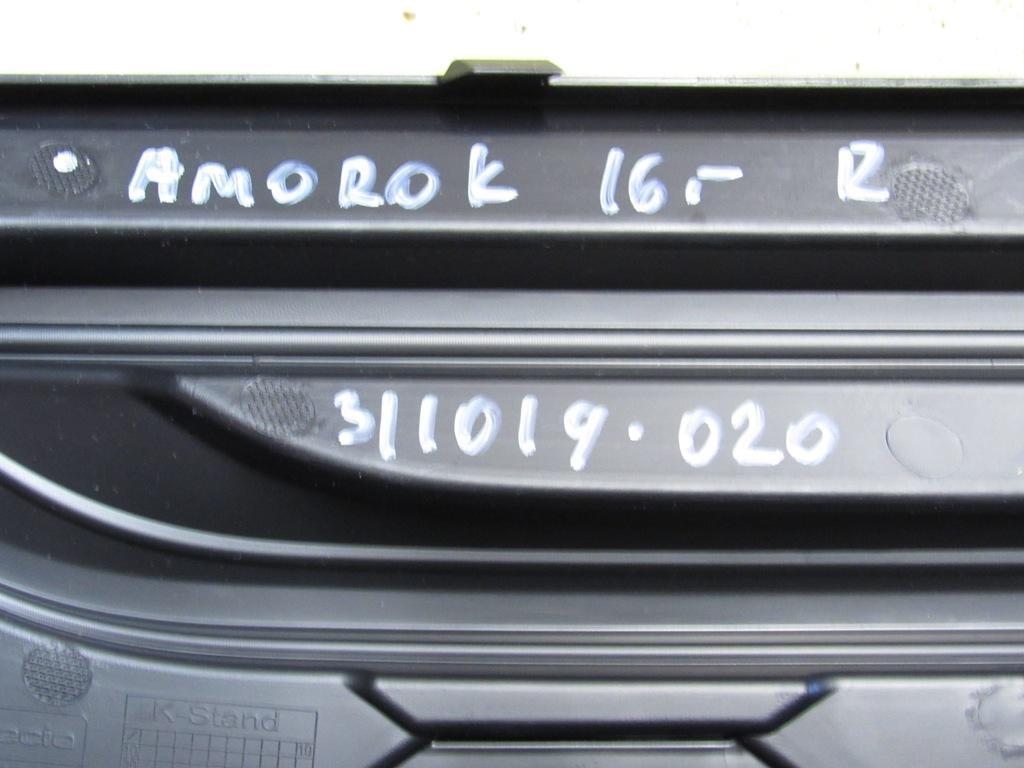 AMOROK 16- R
311019.020
K-Stand